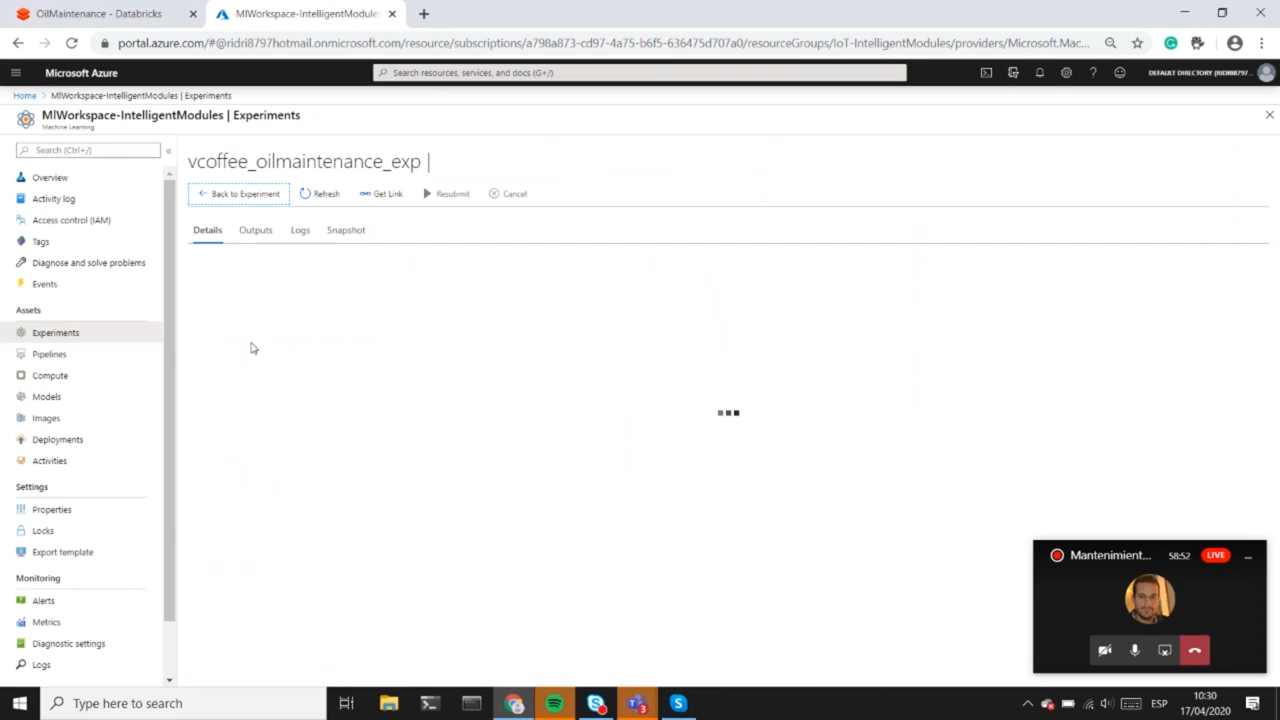 OilMaintenance - Databricks
MlWorkspace-IntelligentModules
portal.azure.com/#@ridri8797hotmail.onmicrosoft.com/resource/subscriptions/a798a873-cd97-4a75-b6f5-636475d707a0/resourceGroups/IoT-IntelligentModules/providers/Microsoft.Mac...
Microsoft Azure
Search resources, services, and docs (G+/)
DEFAULT DIRECTORY (RIDRI8797...
Home > MlWorkspace-IntelligentModules | Experiments
MlWorkspace-IntelligentModules | Experiments
Machine Learning
Search (Ctrl+/)
«
Overview
Activity log
Access control (IAM)
Tags
Diagnose and solve problems
Events
Assets
Experiments
Pipelines
Compute
Models
Images
Deployments
Activities
Settings
Properties
Locks
Export template
Monitoring
Alerts
Metrics
Diagnostic settings
Logs
vcoffee_oilmaintenance_exp |
Back to Experiment
Refresh
Get Link
Resubmit
Cancel
Details
Outputs
Logs
Snapshot
Mantenimient...
58:52
LIVE
Type here to search
3
ESP
10:30
17/04/2020